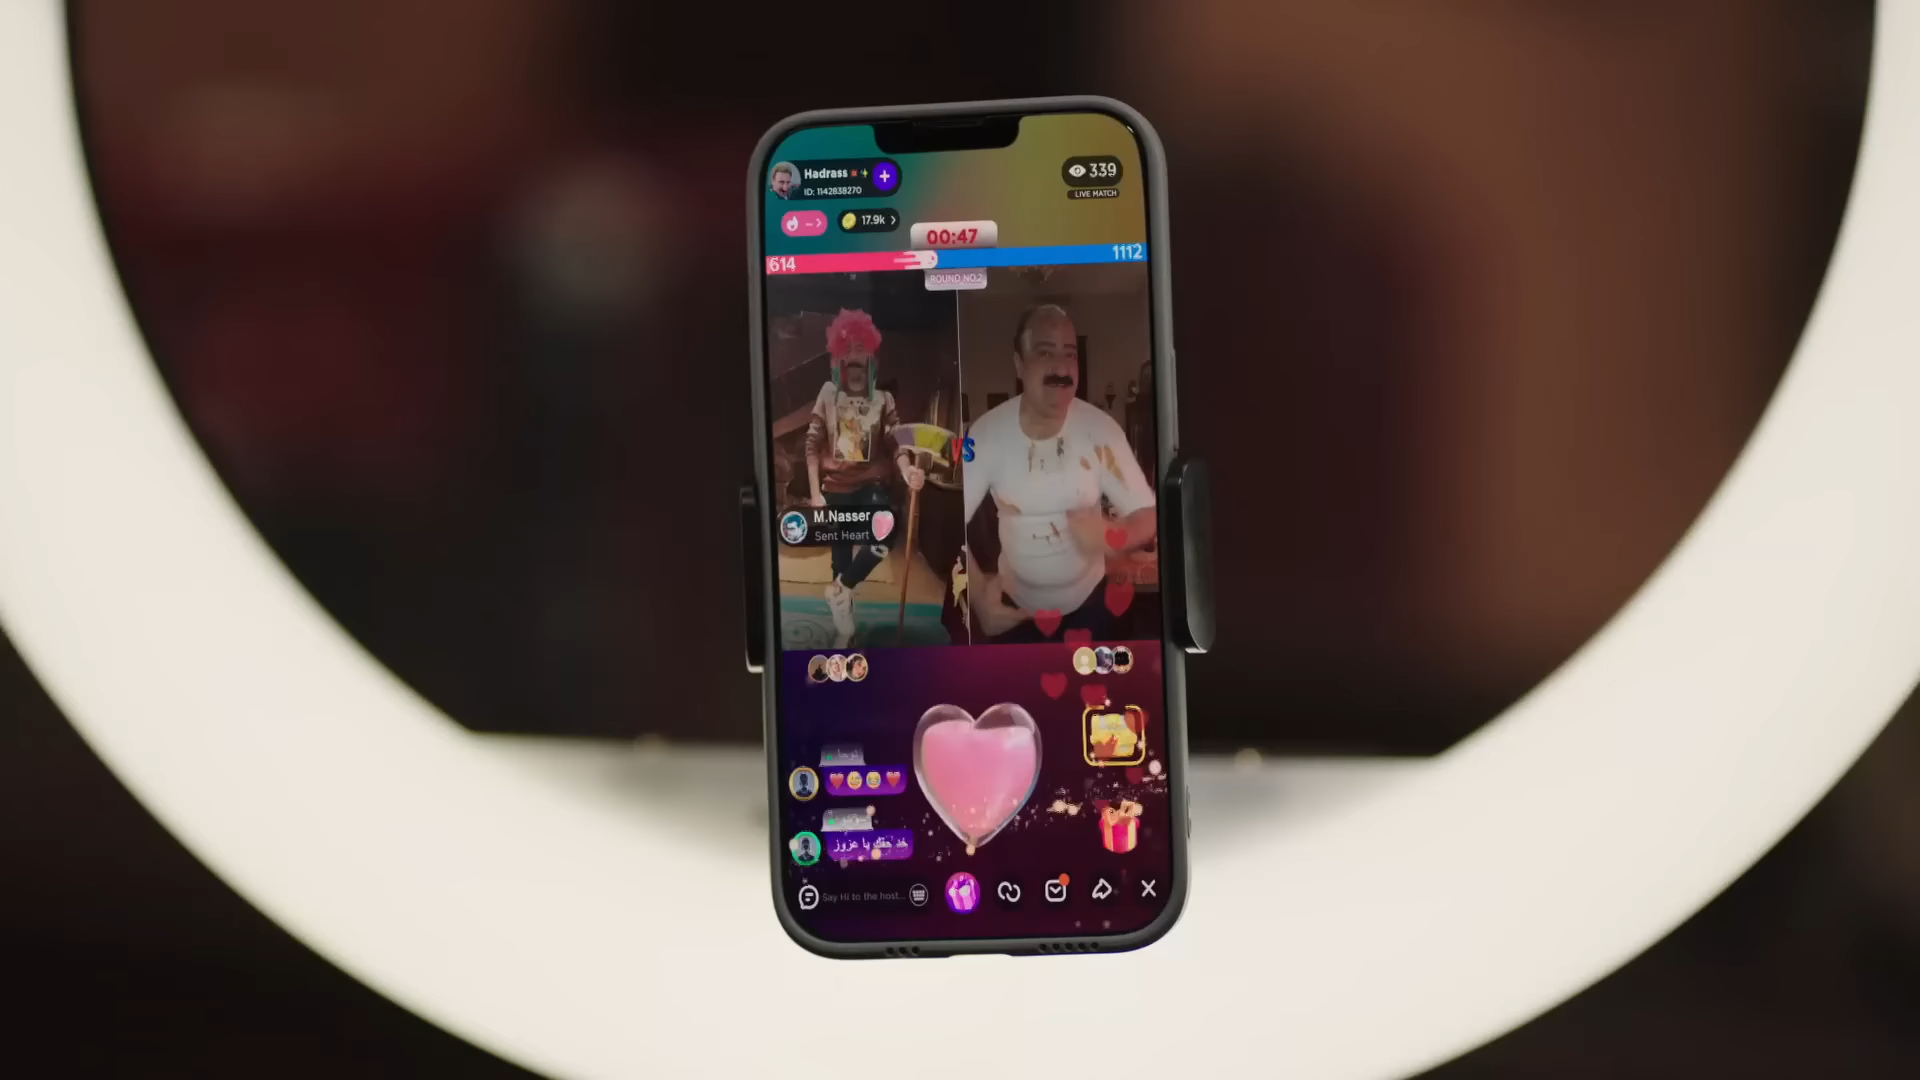 Hadrass
ID: 1142838270
+
339
LIVE MATCH
17.9k
00:47
614
1112
ROUND NO.2
VS
M.Nasser
Sent Heart
خذ حقك يا عزوز
Say Hi to the host...